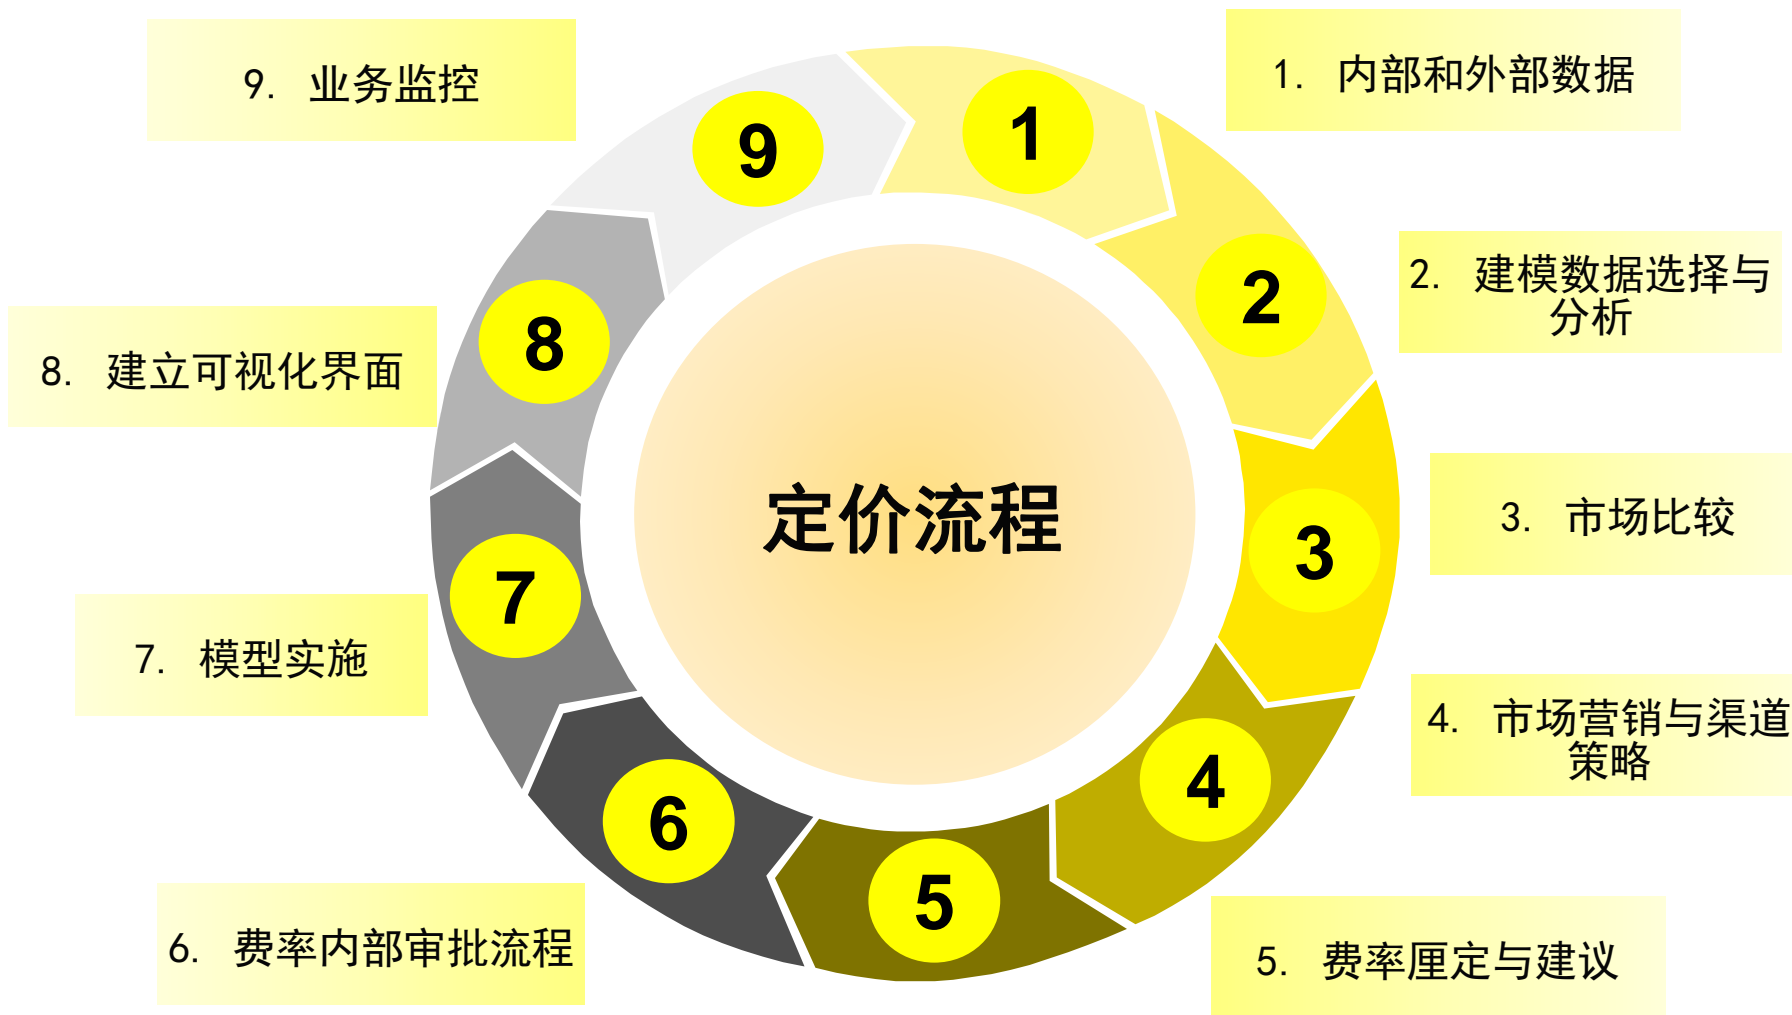 定价流程
1
2
3
4
5
6
7
8
9
1. 内部和外部数据
2. 建模数据选择与
分析
3. 市场比较
4. 市场营销与渠道
策略
5. 费率厘定与建议
6. 费率内部审批流程
7. 模型实施
8. 建立可视化界面
9. 业务监控